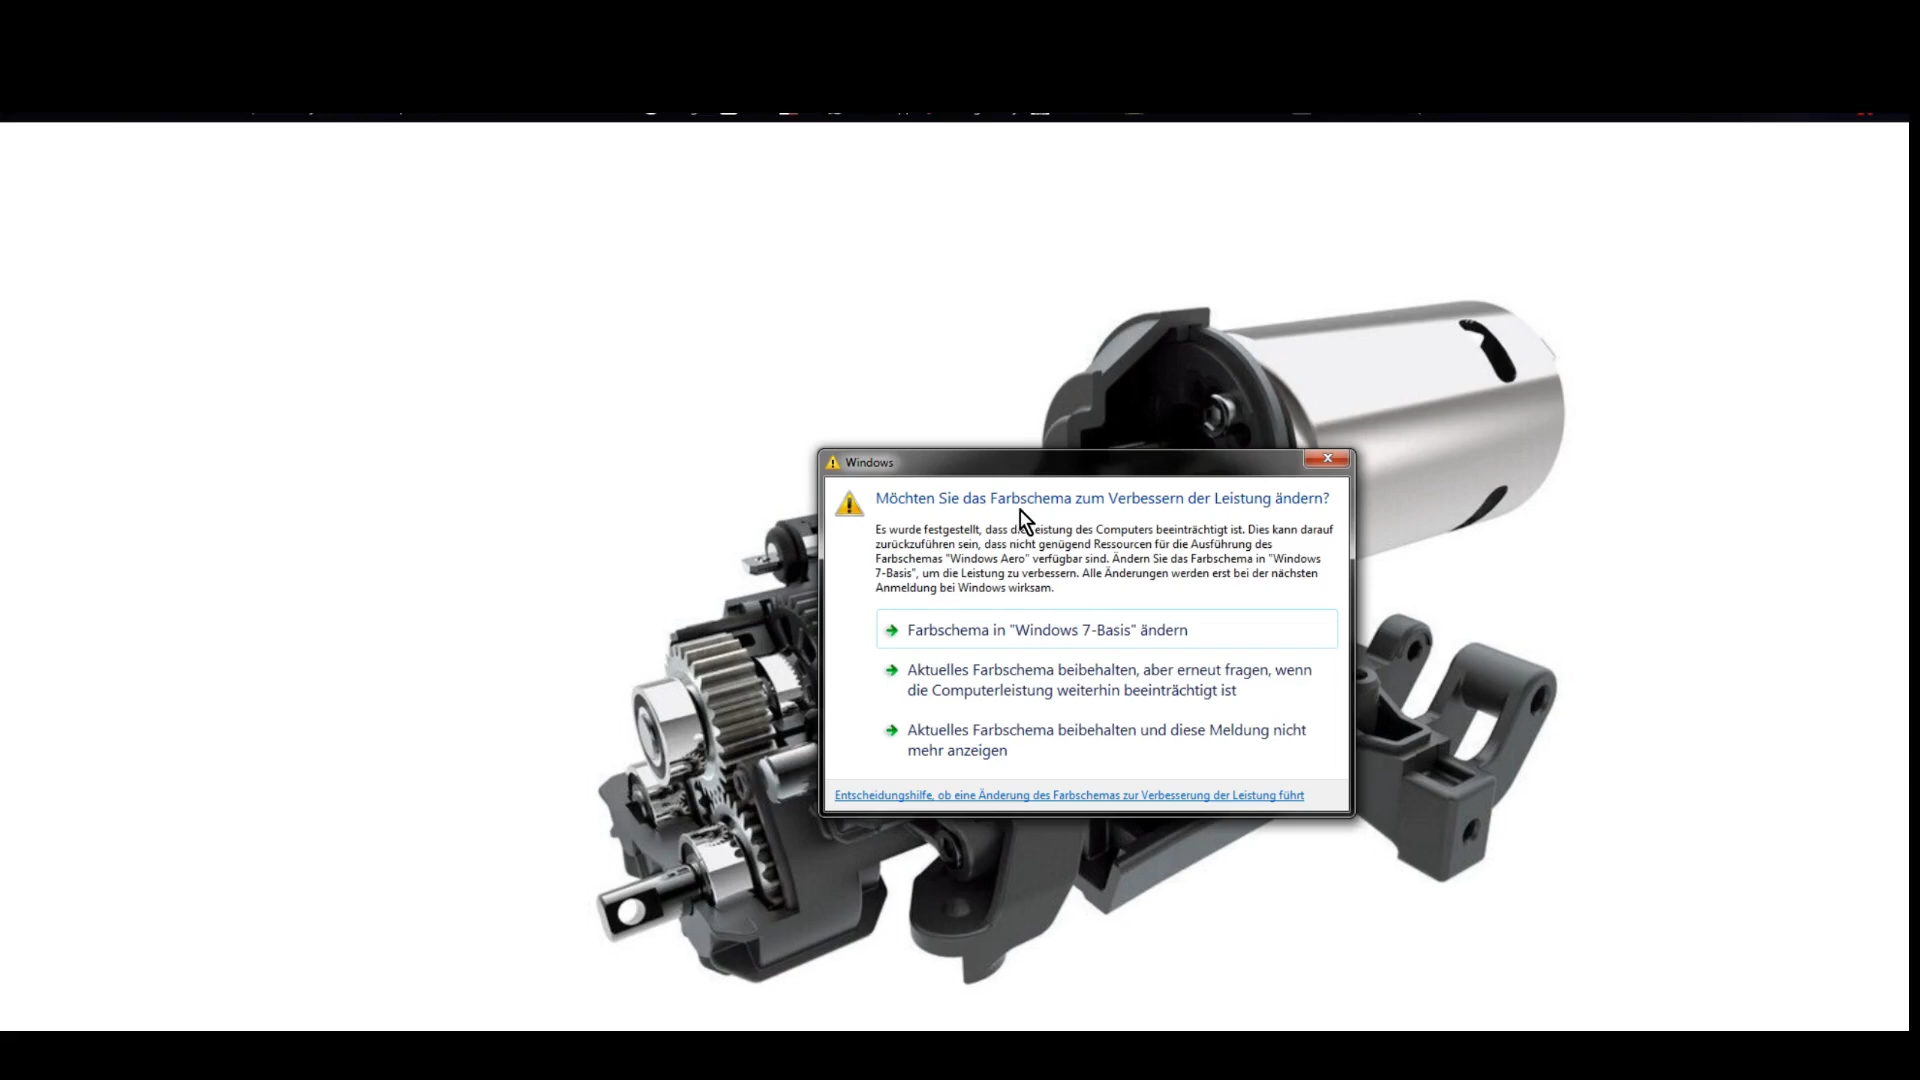 Windows
Möchten Sie das Farbschema zum Verbessern der Leistung ändern?
Es wurde festgestellt, dass Leistung des Computers beeinträchtigt ist. Dies kann darauf
zurückzuführen sein, dass nicht genügend Ressourcen für die Ausführung des
Farbschemas "Windows Aero" verfügbar sind. Ändern Sie das Farbschema in "Windows
7-Basis", um die Leistung zu verbessern. Alle Änderungen werden erst bei der nächsten
Anmeldung bei Windows wirksam.
Farbschema in "Windows 7-Basis" ändern
Aktuelles Farbschema beibehalten, aber erneut fragen, wenn
die Computerleistung weiterhin beeinträchtigt ist
Aktuelles Farbschema beibehalten und diese Meldung nicht
mehr anzeigen
Entscheidungshilfe, ob eine Änderung des Farbschemas zur Verbesserung der Leistung führt